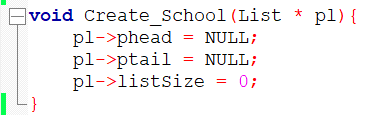 void Create_School(List * pl){
pl->phead = NULL;
pl->ptail = NULL;
pl->listSize = 0;
}